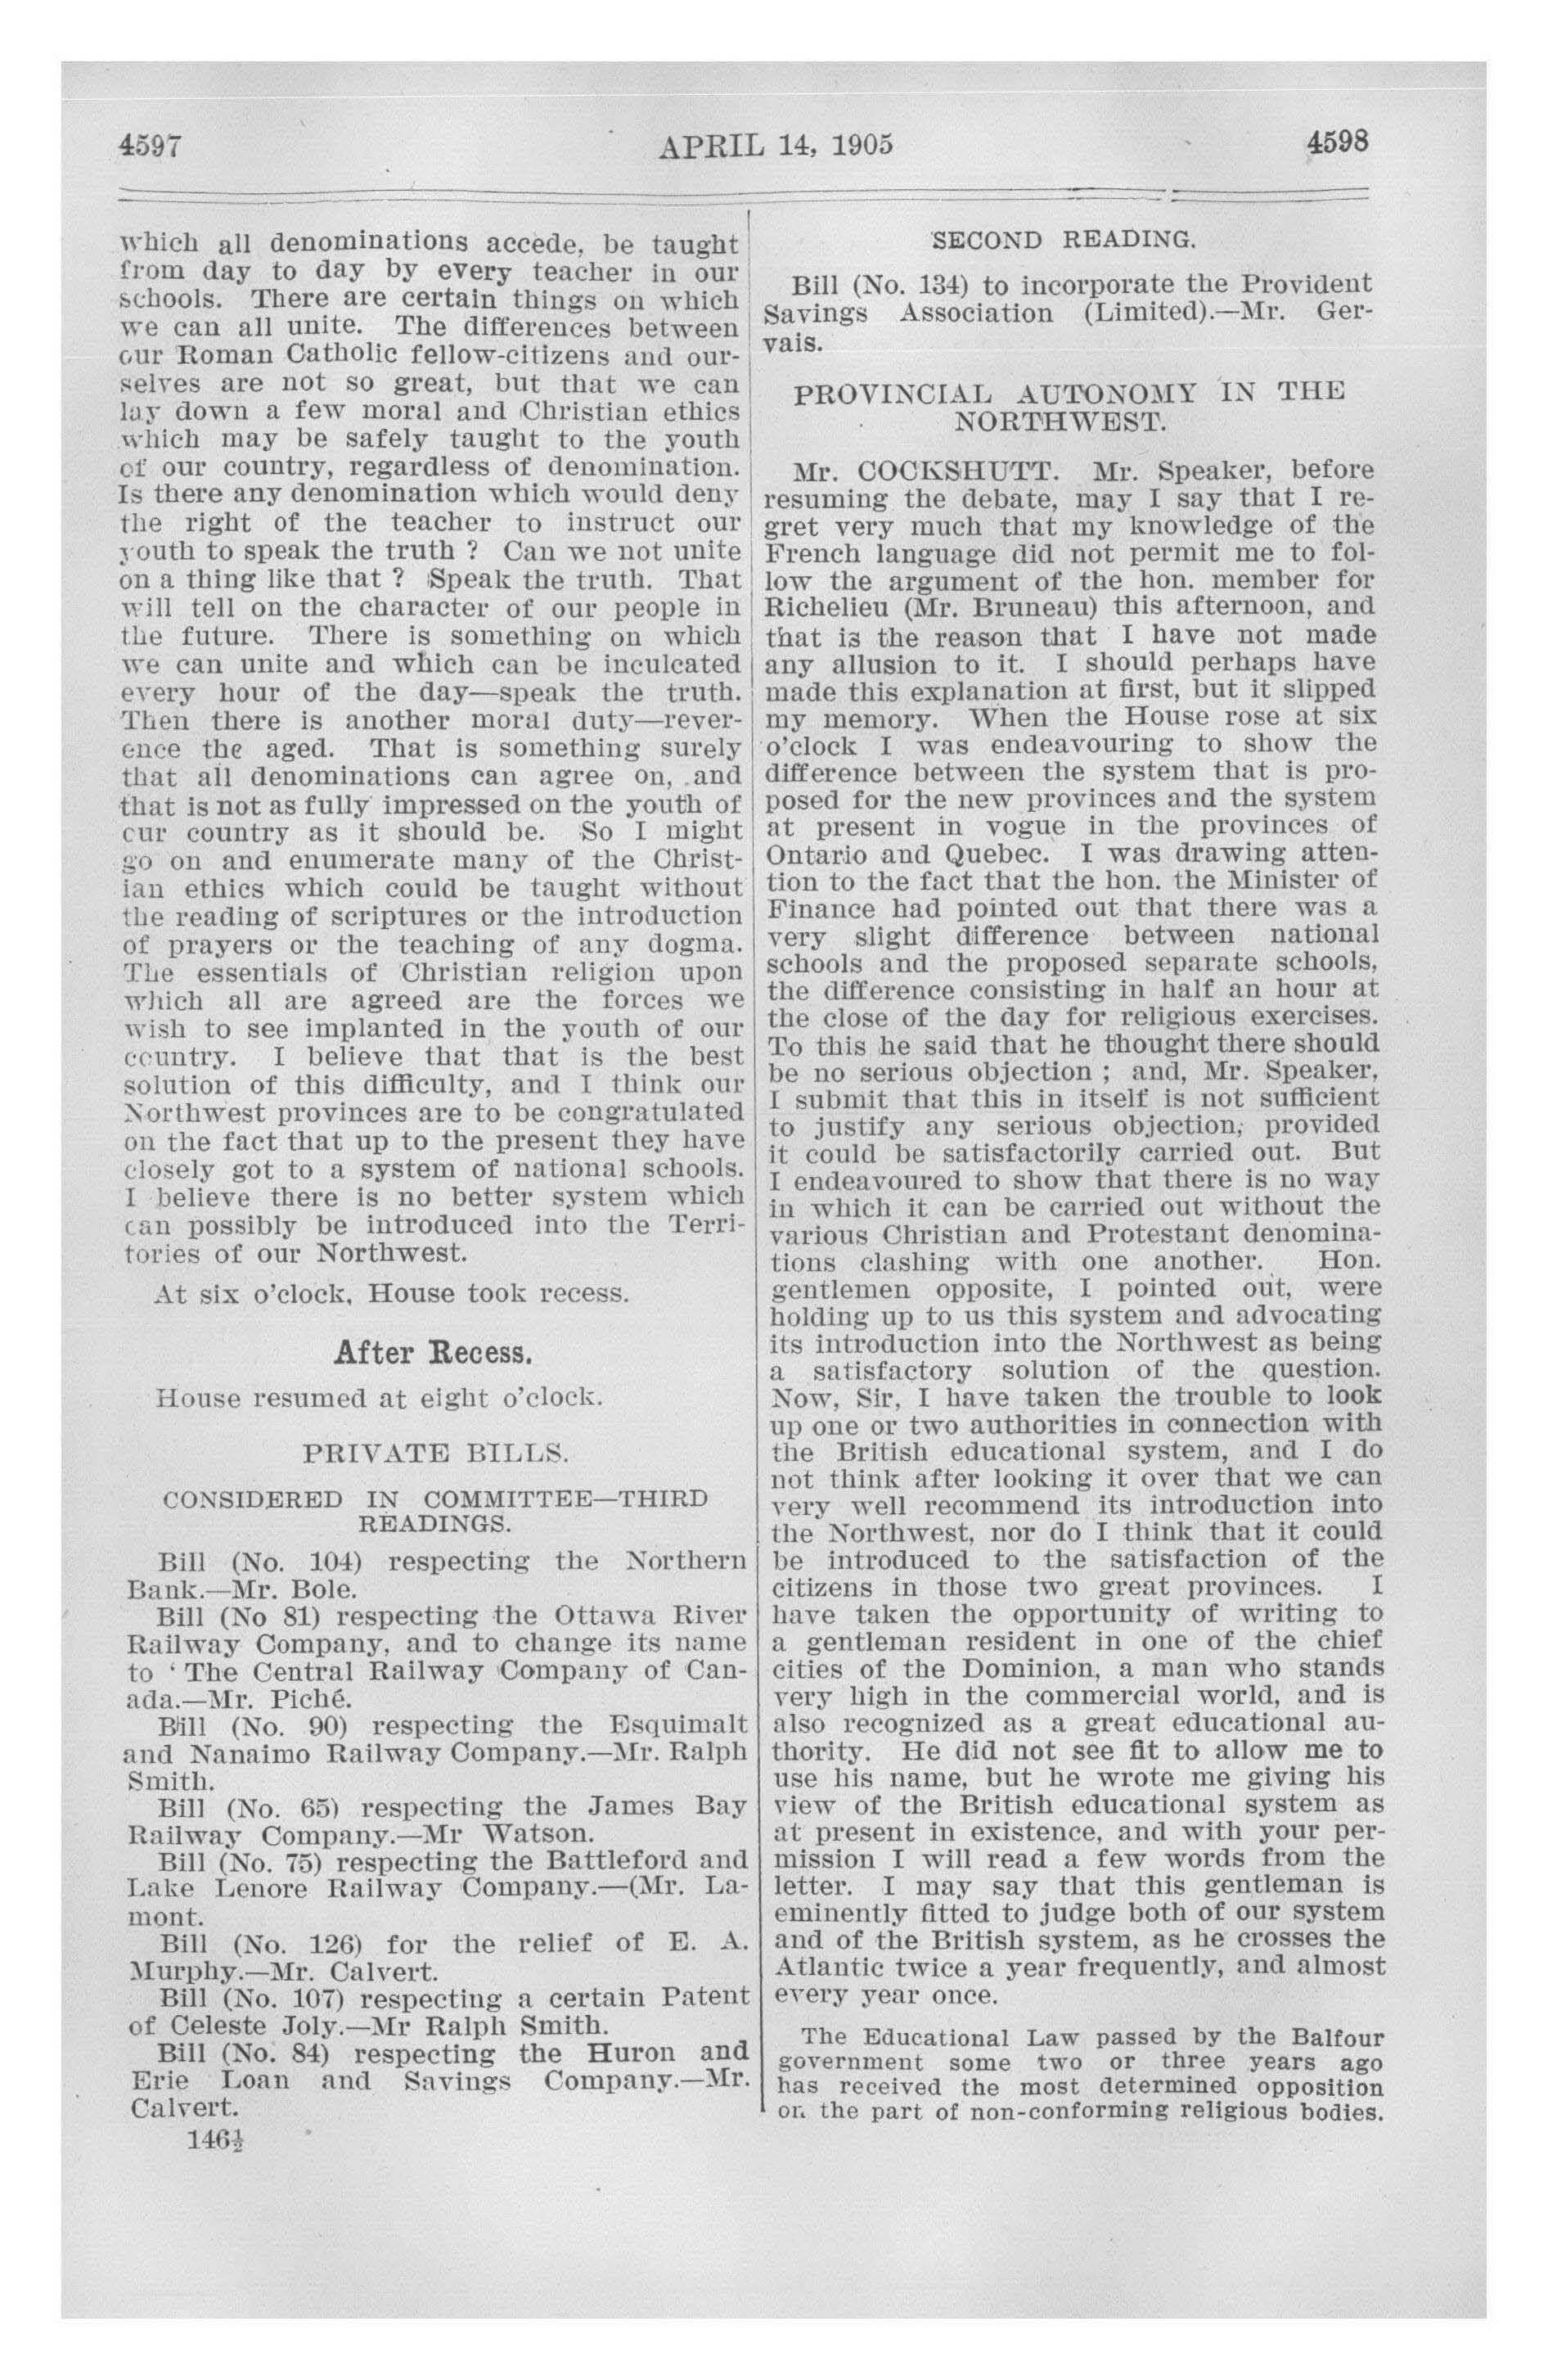 4597
APRIL 14, 1905
4598
which all denominations accede, be taught
from day to day by every teacher in our
schools. There are certain things on which
we can all unite. The differences between
our Roman Catholic fellow-citizens and our-
selves are not so great, but that we can
lay down a few moral and Christian ethics
which may be safely taught to the youth
of our country, regardless of denomination.
Is there any denomination which would deny
the right of the teacher to instruct our
youth to speak the truth ? Can we not unite
on a thing like that ? Speak the truth. That
will tell on the character of our people in
the future. There is something on which
we can unite and which can be inculcated
every hour of the day—speak the truth.
Then there is another moral duty—rever-
ence the aged. That is something surely
that all denominations can agree on, and
that is not as fully impressed on the youth of
our country as it should be. So I might
go on and enumerate many of the Christ-
ian ethics which could be taught without
the reading of scriptures or the introduction
of prayers or the teaching of any dogma.
The essentials of Christian religion upon
which all are agreed are the forces we
wish to see implanted in the youth of our
country. I believe that that is the best
solution of this difficulty, and I think our
Northwest provinces are to be congratulated
on the fact that up to the present they have
closely got to a system of national schools.
I believe there is no better system which
can possibly be introduced into the Terri-
tories of our Northwest.
At six o'clock, House took recess.
After Recess.
House resumed at eight o'clock.
PRIVATE BILLS.
CONSIDERED IN COMMITTEE—THIRD
READINGS.
Bill (No. 104) respecting the Northern
Bank.—Mr. Bole.
Bill (No 81) respecting the Ottawa River
Railway Company, and to change its name
to ‘ The Central Railway Company of Can-
ada.—Mr. Piché.
Bill (No. 90) respecting the Esquimalt
and Nanaimo Railway Company.—Mr. Ralph
Smith.
Bill (No. 65) respecting the James Bay
Railway Company.—Mr Watson.
Bill (No. 75) respecting the Battleford and
Lake Lenore Railway Company.—(Mr. La-
mont.
Bill (No. 126) for the relief of E. A.
Murphy.—Mr. Calvert.
Bill (No. 107) respecting a certain Patent
of Celeste Joly.—Mr Ralph Smith.
Bill (No. 84) respecting the Huron and
Erie Loan and Savings Company.—Mr.
Calvert.
146½
SECOND READING.
Bill (No. 134) to incorporate the Provident
Savings Association (Limited).—Mr. Ger-
vais.
PROVINCIAL AUTONOMY IN THE
NORTHWEST.
Mr. COCKSHUTT. Mr. Speaker, before
resuming the debate, may I say that I re-
gret very much that my knowledge of the
French language did not permit me to fol-
low the argument of the hon. member for
Richelieu (Mr. Bruneau) this afternoon, and
that is the reason that I have not made
any allusion to it. I should perhaps have
made this explanation at first, but it slipped
my memory. When the House rose at six
o'clock I was endeavouring to show the
difference between the system that is pro-
posed for the new provinces and the system
at present in vogue in the provinces of
Ontario and Quebec. I was drawing atten-
tion to the fact that the hon. the Minister of
Finance had pointed out that there was a
very slight difference between national
schools and the proposed separate schools,
the difference consisting in half an hour at
the close of the day for religious exercises.
To this he said that he thought there should
be no serious objection ; and, Mr. Speaker,
I submit that this in itself is not sufficient
to justify any serious objection, provided
it could be satisfactorily carried out. But
I endeavoured to show that there is no way
in which it can be carried out without the
various Christian and Protestant denomina-
tions clashing with one another. Hon.
gentlemen opposite, I pointed out, were
holding up to us this system and advocating
its introduction into the Northwest as being
a satisfactory solution of the question.
Now, Sir, I have taken the trouble to look
up one or two authorities in connection with
the British educational system, and I do
not think after looking it over that we can
very well recommend its introduction into
the Northwest, nor do I think that it could
be introduced to the satisfaction of the
citizens in those two great provinces. I
have taken the opportunity of writing to
a gentleman resident in one of the chief
cities of the Dominion, a man who stands
very high in the commercial world, and is
also recognized as a great educational au-
thority. He did not see fit to allow me to
use his name, but he wrote me giving his
view of the British educational system as
at present in existence, and with your per-
mission I will read a few words from the
letter. I may say that this gentleman is
eminently fitted to judge both of our system
and of the British system, as he crosses the
Atlantic twice a year frequently, and almost
every year once.
The Educational Law passed by the Balfour
government some two or three years ago
has received the most determined opposition
on the part of non-conforming religious bodies.